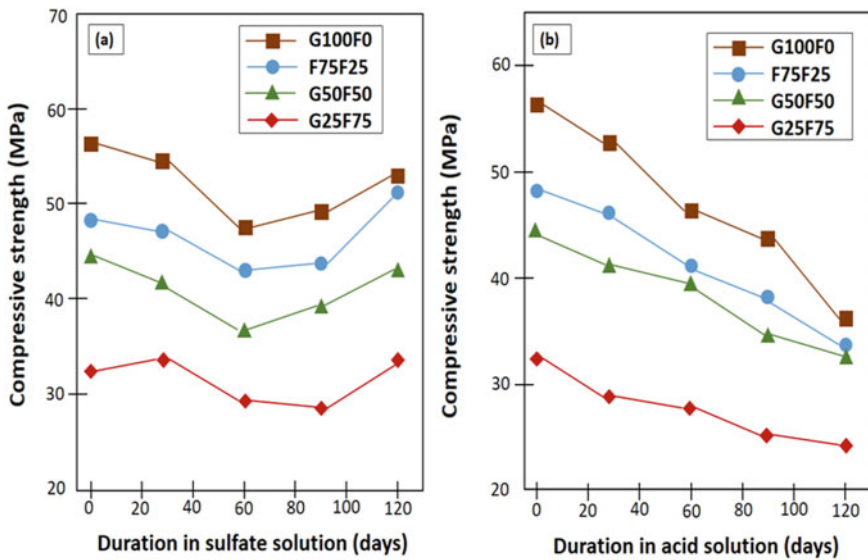 (a)
G100F0
F75F25
G50F50
G25F75
Compressive strength (MPa)
70
60
50
40
30
20
0 20 40 60 80 100 120
Duration in sulfate solution (days)
(b)
G100F0
F75F25
G50F50
G25F75
Compressive strength (MPa)
60
50
40
30
20
0 20 40 60 80 100 120
Duration in acid solution (days)